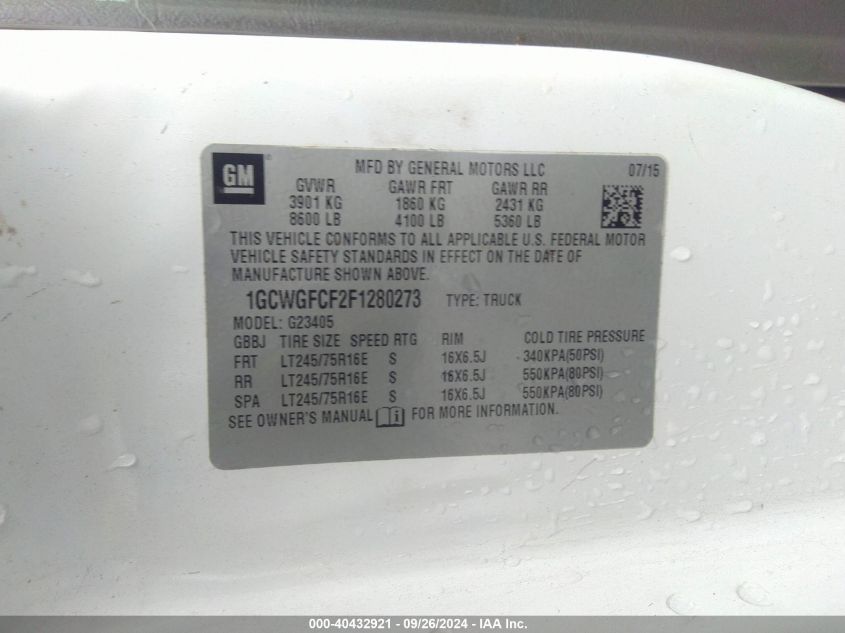 GM ® MFD BY GENERAL MOTORS LLC 07/15
GVWR GAWR FRT GAWR RR
3901 KG 1860 KG 2431 KG
8600 LB 4100 LB 5360 LB
THIS VEHICLE CONFORMS TO ALL APPLICABLE U.S. FEDERAL MOTOR
VEHICLE SAFETY STANDARDS IN EFFECT ON THE DATE OF
MANUFACTURE SHOWN ABOVE.
1GCWGFCF2F1280273 TYPE: TRUCK
MODEL: G23405
GBBJ TIRE SIZE SPEED RTG RIM COLD TIRE PRESSURE
FRT LT245/75R16E S 16X6.5J 340KPA(50PSI)
RR LT245/75R16E S 16X6.5J 550KPA(80PSI)
SPA LT245/75R16E S 16X6.5J 550KPA(80PSI)
SEE OWNER'S MANUAL i FOR MORE INFORMATION.
000-40432921 - 09/26/2024 - IAA Inc.